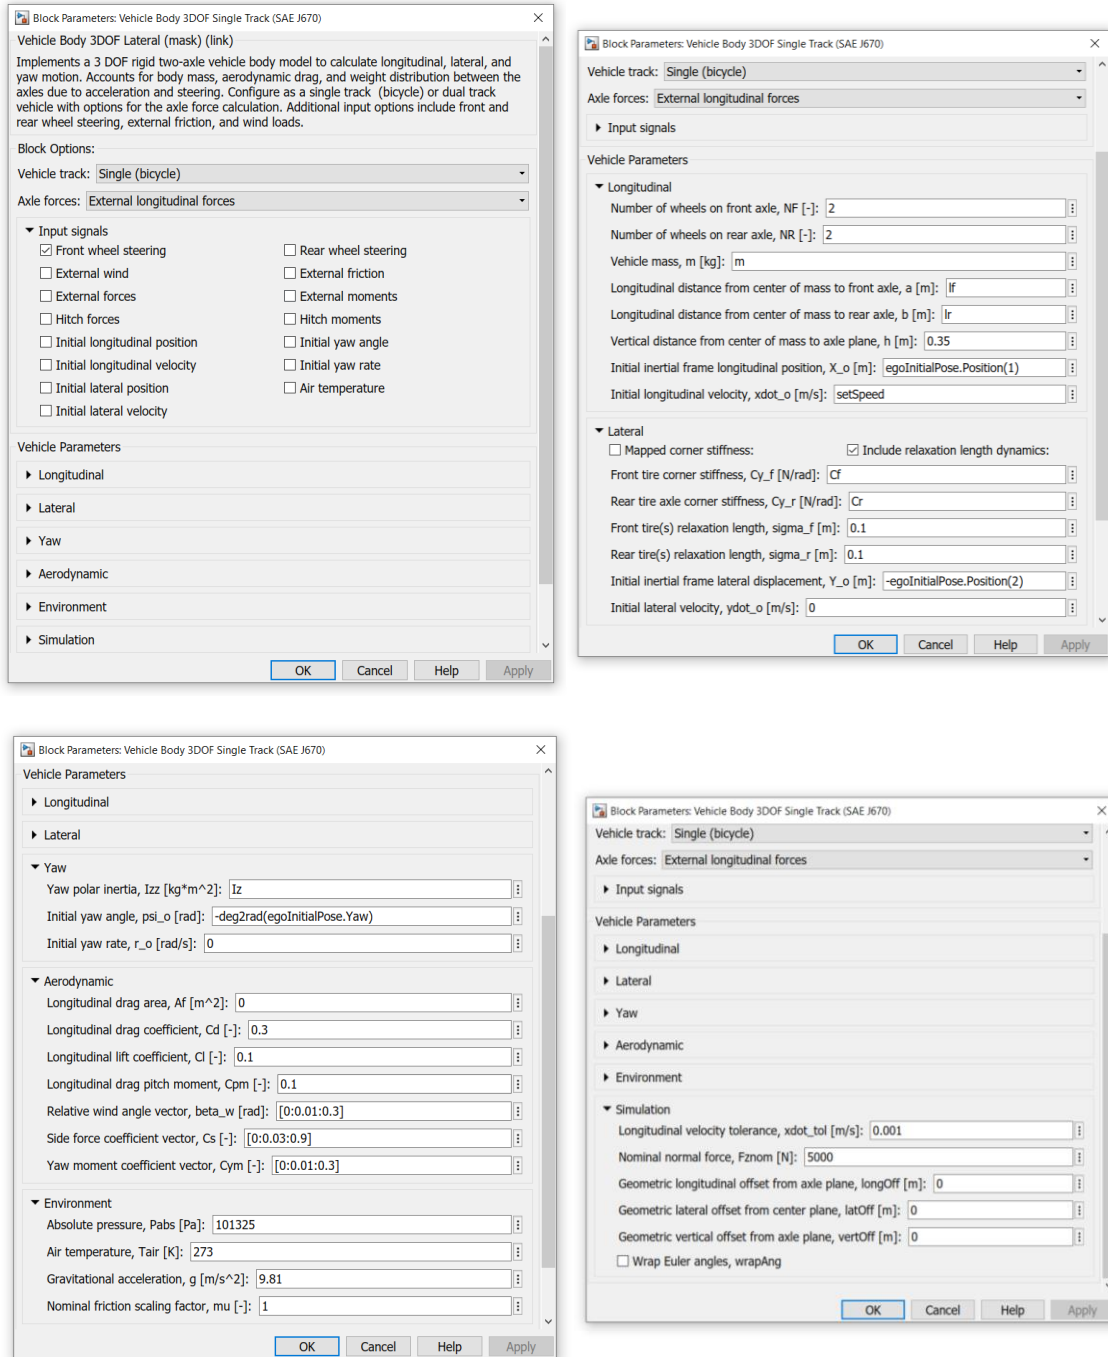 Block Parameters: Vehicle Body 3DOF Single Track (SAE J670)
Vehicle Body 3DOF Lateral (mask) (link)
Implements a 3 DOF rigid two-axle vehicle body model to calculate longitudinal, lateral, and
yaw motion. Accounts for body mass, aerodynamic drag, and weight distribution between the
axles due to acceleration and steering. Configure as a single track (bicycle) or dual track
vehicle with options for the axle force calculation. Additional input options include front and
rear wheel steering, external friction, and wind loads.
Block Options:
Vehicle track: Single (bicycle)
Axle forces: External longitudinal forces
Input signals
Front wheel steering Rear wheel steering
External wind External friction
External forces External moments
Hitch forces Hitch moments
Initial longitudinal position Initial yaw angle
Initial longitudinal velocity Initial yaw rate
Initial lateral position Air temperature
Initial lateral velocity
Vehicle Parameters
Longitudinal
Lateral
Yaw
Aerodynamic
Environment
Simulation
OK Cancel Help Apply
Block Parameters: Vehicle Body 3DOF Single Track (SAE J670)
Vehicle track: Single (bicycle)
Axle forces: External longitudinal forces
Input signals
Vehicle Parameters
Longitudinal
Number of wheels on front axle, NF [-]: 2
Number of wheels on rear axle, NR [-]: 2
Vehicle mass, m [kg]: m
Longitudinal distance from center of mass to front axle, a [m]: lf
Longitudinal distance from center of mass to rear axle, b [m]: lr
Vertical distance from center of mass to axle plane, h [m]: 0.35
Initial inertial frame longitudinal position, X_o [m]: egoInitialPose.Position(1)
Initial longitudinal velocity, xdot_o [m/s]: setSpeed
Lateral
Mapped corner stiffness: Include relaxation length dynamics:
Front tire corner stiffness, Cy_f [N/rad]: Cf
Rear tire axle corner stiffness, Cy_r [N/rad]: Cr
Front tire(s) relaxation length, sigma_f [m]: 0.1
Rear tire(s) relaxation length, sigma_r [m]: 0.1
Initial inertial frame lateral displacement, Y_o [m]: -egoInitialPose.Position(2)
Initial lateral velocity, ydot_o [m/s]: 0
OK Cancel Help Apply
Block Parameters: Vehicle Body 3DOF Single Track (SAE J670)
Vehicle Parameters
Longitudinal
Lateral
Yaw
Yaw polar inertia, Izz [kg*m^2]: Iz
Initial yaw angle, psi_o [rad]: -deg2rad(egoInitialPose.Yaw)
Initial yaw rate, r_o [rad/s]: 0
Aerodynamic
Longitudinal drag area, Af [m^2]: 0
Longitudinal drag coefficient, Cd [-]: 0.3
Longitudinal lift coefficient, Cl [-]: 0.1
Longitudinal drag pitch moment, Cpm [-]: 0.1
Relative wind angle vector, beta_w [rad]: [0:0.01:0.3]
Side force coefficient vector, Cs [-]: [0:0.03:0.9]
Yaw moment coefficient vector, Cym [-]: [0:0.01:0.3]
Environment
Absolute pressure, Pabs [Pa]: 101325
Air temperature, Tair [K]: 273
Gravitational acceleration, g [m/s^2]: 9.81
Nominal friction scaling factor, mu [-]: 1
OK Cancel Help Apply
Block Parameters: Vehicle Body 3DOF Single Track (SAE J670)
Vehicle track: Single (bicycle)
Axle forces: External longitudinal forces
Input signals
Vehicle Parameters
Longitudinal
Lateral
Yaw
Aerodynamic
Environment
Simulation
Longitudinal velocity tolerance, xdot_tol [m/s]: 0.001
Nominal normal force, Fznom [N]: 5000
Geometric longitudinal offset from axle plane, longOff [m]: 0
Geometric lateral offset from center plane, latOff [m]: 0
Geometric vertical offset from axle plane, vertOff [m]: 0
Wrap Euler angles, wrapAng
OK Cancel Help Apply